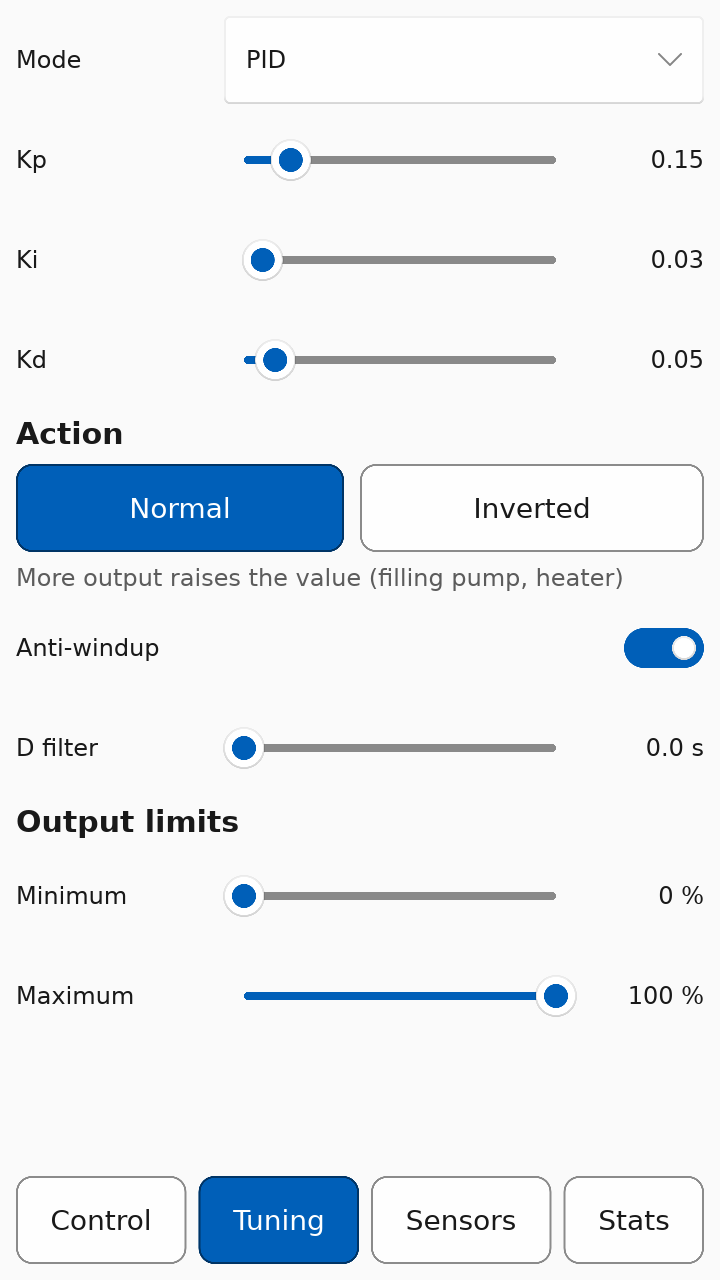 Mode PID
Kp 0.15
Ki 0.03
Kd 0.05
Action
Normal Inverted
More output raises the value (filling pump, heater)
Anti-windup
D filter 0.0 s
Output limits
Minimum 0 %
Maximum 100 %
Control Tuning Sensors Stats